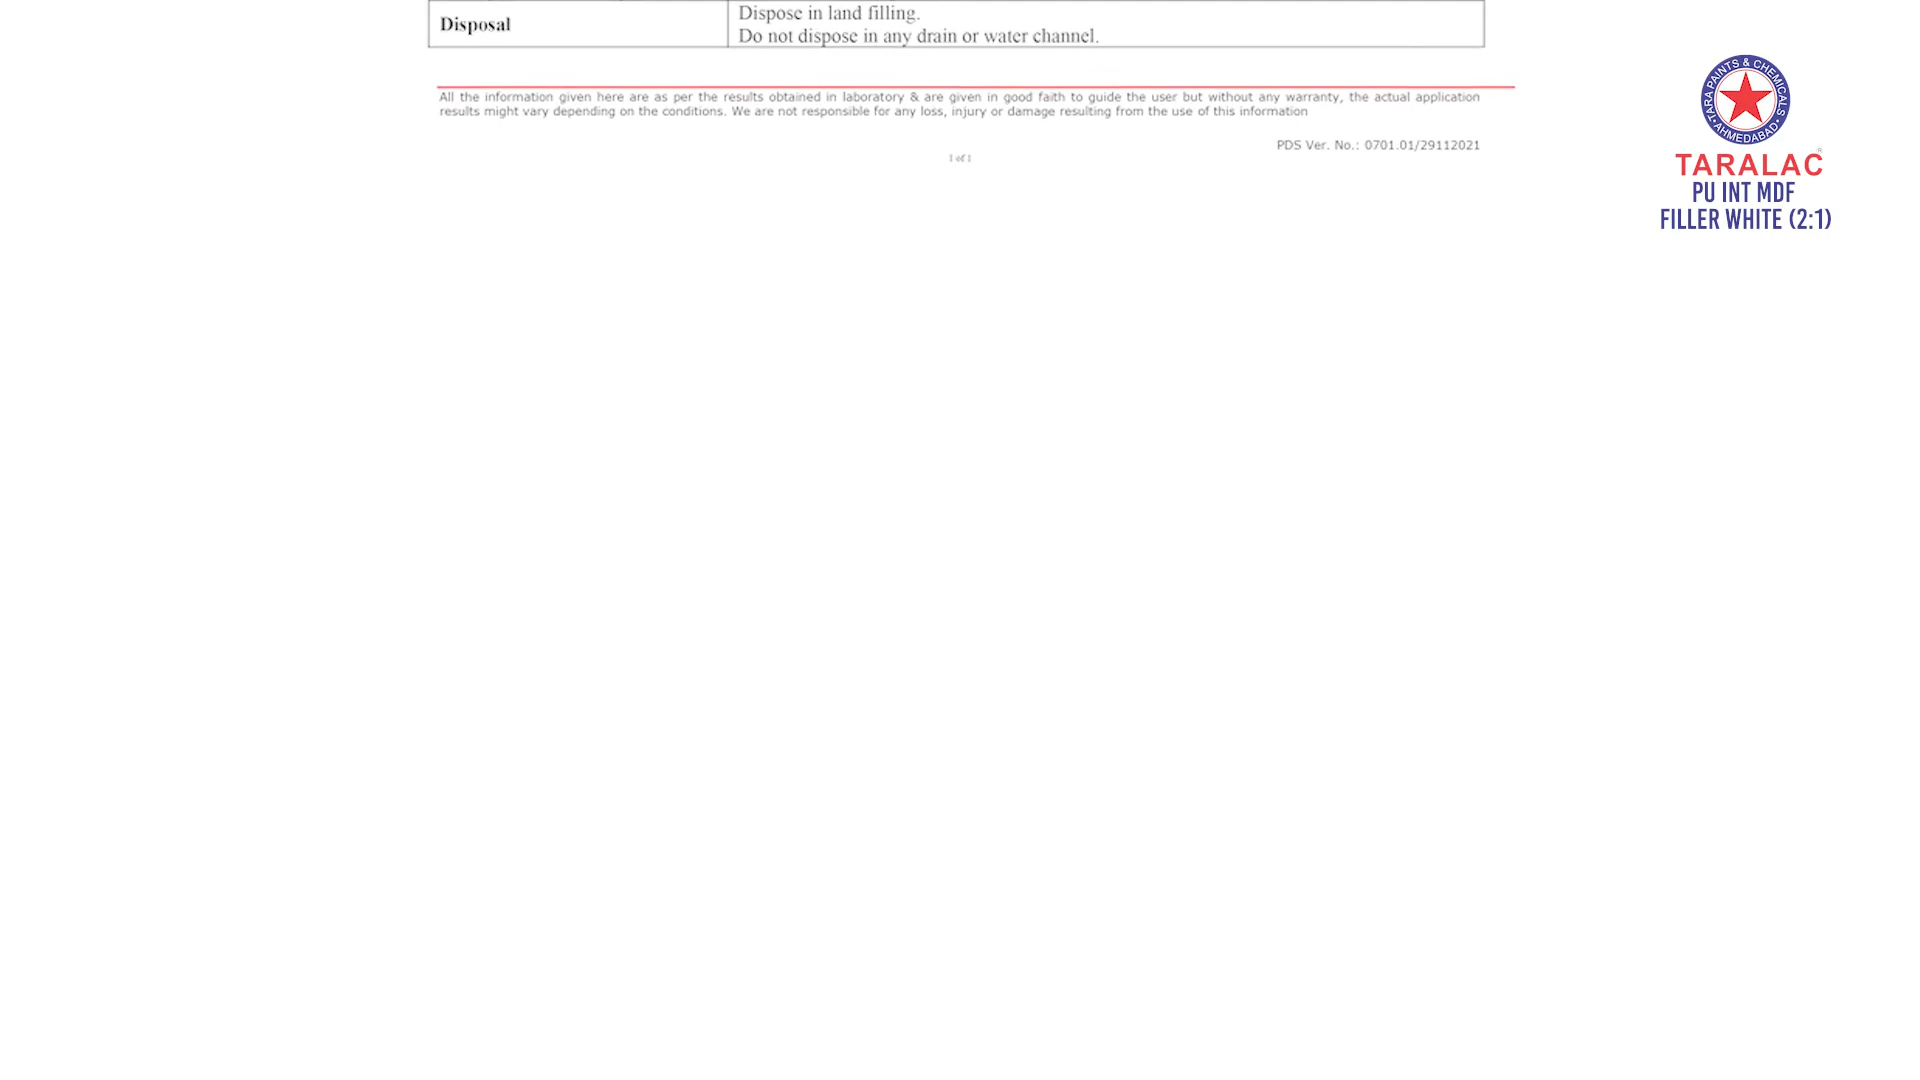 Disposal
Dispose in land filling.
Do not dispose in any drain or water channel.
All the information given here are as per the results obtained in laboratory & are given in good faith to guide the user but without any warranty, the actual application
results might vary depending on the conditions. We are not responsible for any loss, injury or damage resulting from the use of this information
PDS Ver. No.: 0701.01/29112021
1 of 1
TARA PAINTS & CHEMICALS
• AHMEDABAD •
TARALAC®
PU INT MDF
FILLER WHITE (2:1)